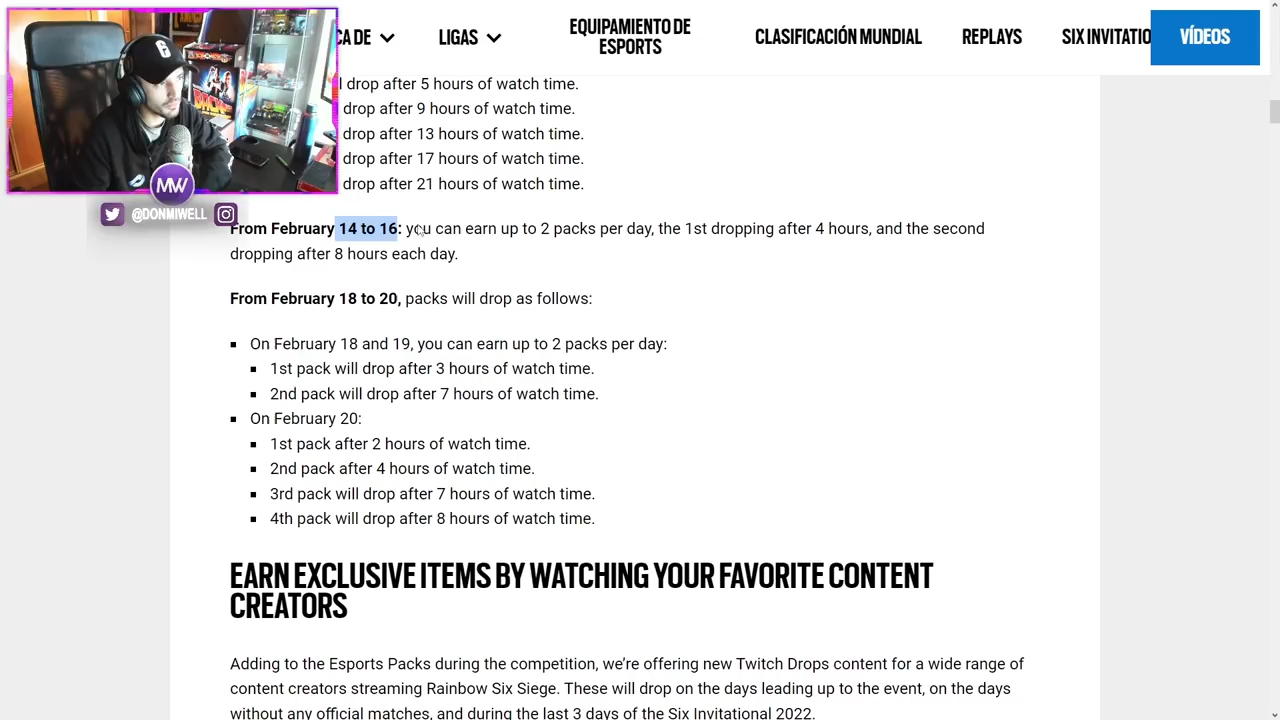 CA DE
LIGAS
EQUIPAMIENTO DE
ESPORTS
CLASIFICACIÓN MUNDIAL
REPLAYS
SIX INVITATIO
VÍDEOS
drop after 5 hours of watch time.
drop after 9 hours of watch time.
drop after 13 hours of watch time.
drop after 17 hours of watch time.
drop after 21 hours of watch time.
MW
@DONMIWELL
From February 14 to 16: you can earn up to 2 packs per day, the 1st dropping after 4 hours, and the second
dropping after 8 hours each day.
From February 18 to 20, packs will drop as follows:
On February 18 and 19, you can earn up to 2 packs per day:
1st pack will drop after 3 hours of watch time.
2nd pack will drop after 7 hours of watch time.
On February 20:
1st pack after 2 hours of watch time.
2nd pack after 4 hours of watch time.
3rd pack will drop after 7 hours of watch time.
4th pack will drop after 8 hours of watch time.
EARN EXCLUSIVE ITEMS BY WATCHING YOUR FAVORITE CONTENT
CREATORS
Adding to the Esports Packs during the competition, we’re offering new Twitch Drops content for a wide range of
content creators streaming Rainbow Six Siege. These will drop on the days leading up to the event, on the days
without any official matches, and during the last 3 days of the Six Invitational 2022.